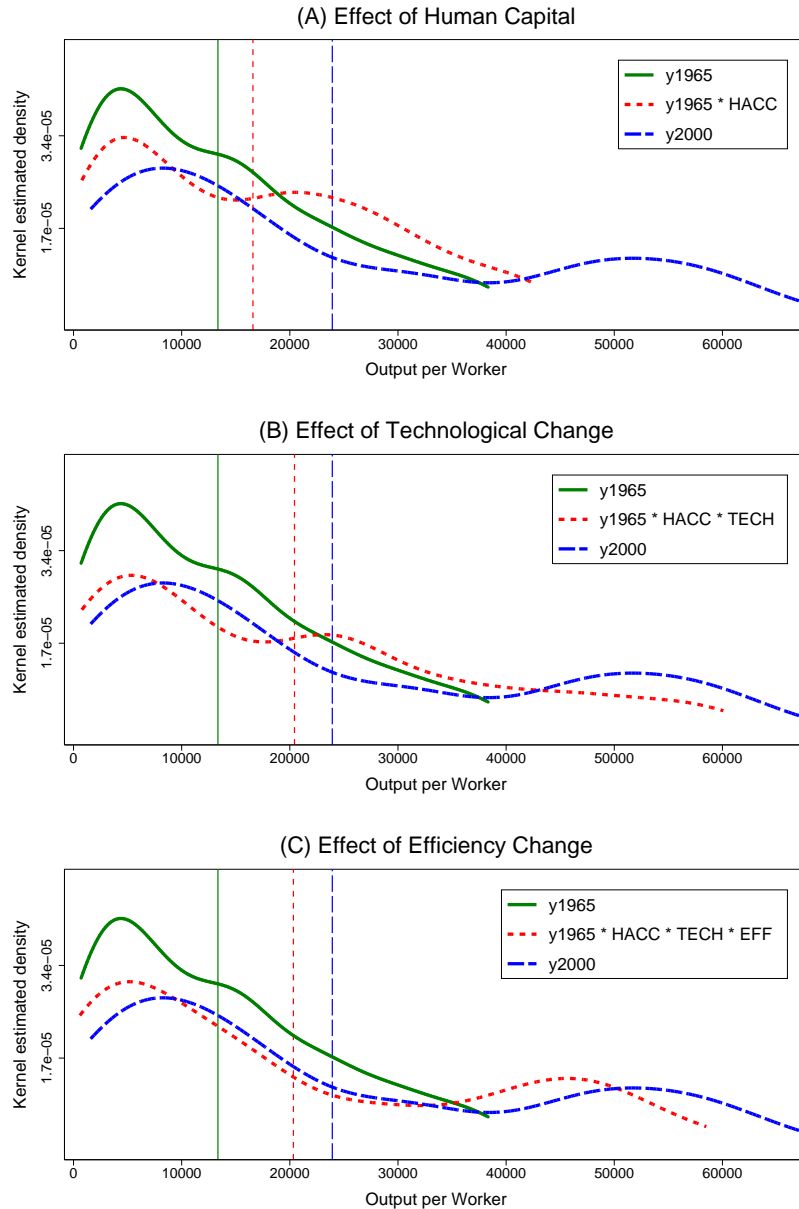 (A) Effect of Human Capital
Kernel estimated density
3.4e−05
1.7e−05
y1965
y1965 * HACC
y2000
0 10000 20000 30000 40000 50000 60000
Output per Worker
(B) Effect of Technological Change
Kernel estimated density
3.4e−05
1.7e−05
y1965
y1965 * HACC * TECH
y2000
0 10000 20000 30000 40000 50000 60000
Output per Worker
(C) Effect of Efficiency Change
Kernel estimated density
3.4e−05
1.7e−05
y1965
y1965 * HACC * TECH * EFF
y2000
0 10000 20000 30000 40000 50000 60000
Output per Worker